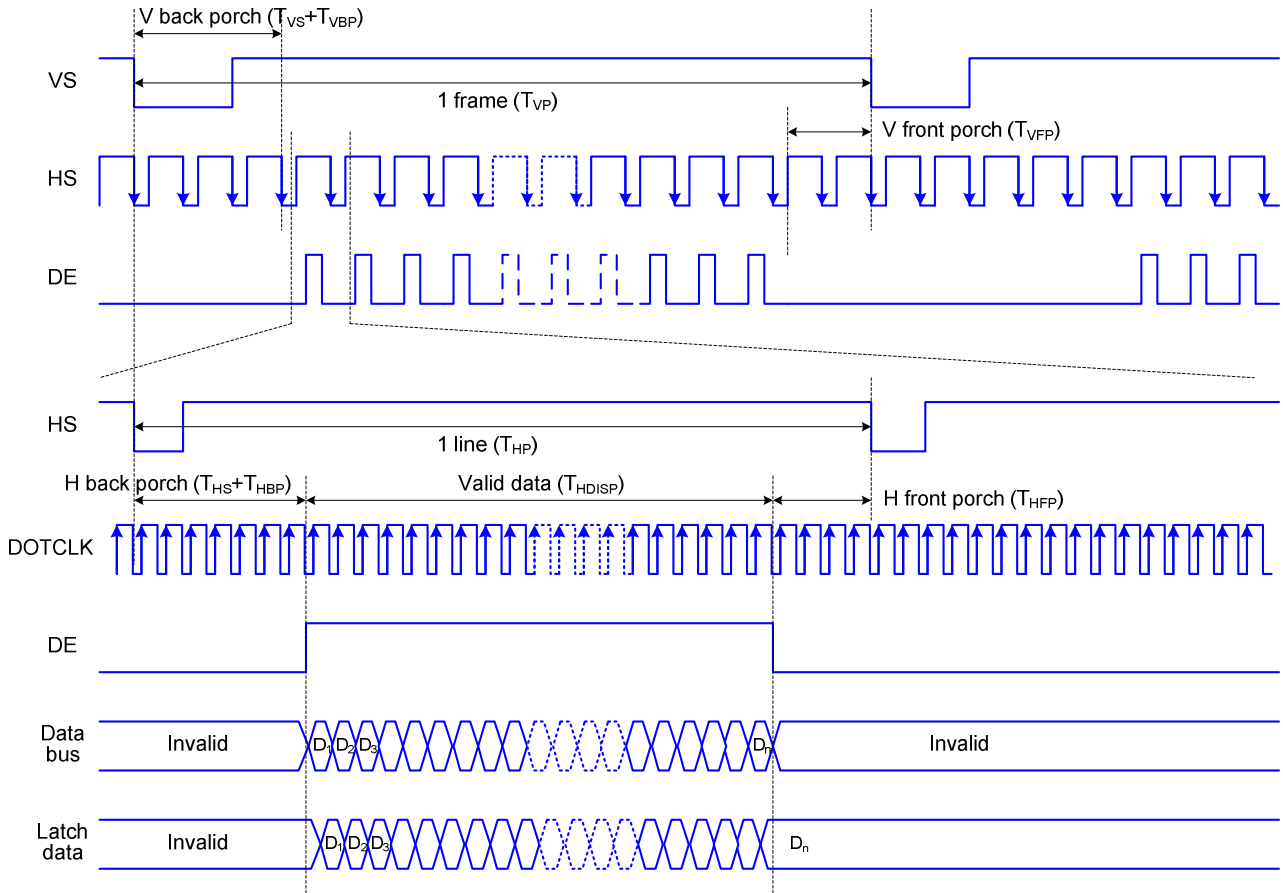 V back porch (TVS+TVBP)
VS
1 frame (TVP)
V front porch (TVFP)
HS
DE
HS
1 line (THP)
H back porch (THS+THBP)
Valid data (THDISP)
H front porch (THFP)
DOTCLK
DE
Data
bus
Invalid
D1
D2
D3
Dn
Invalid
Latch
data
Invalid
D1
D2
D3
Dn